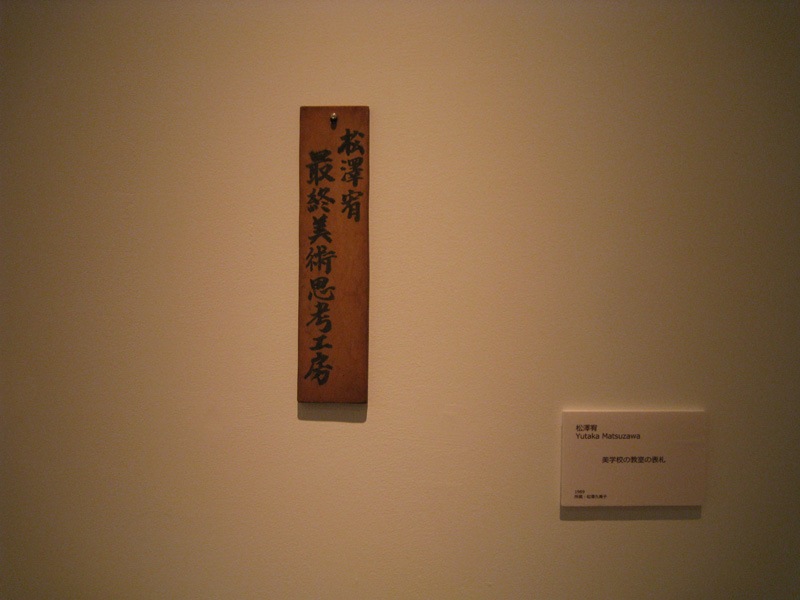 松澤宥
最終美術思考工房
松澤宥
Yutaka Matsuzawa
美学校の教室の表札